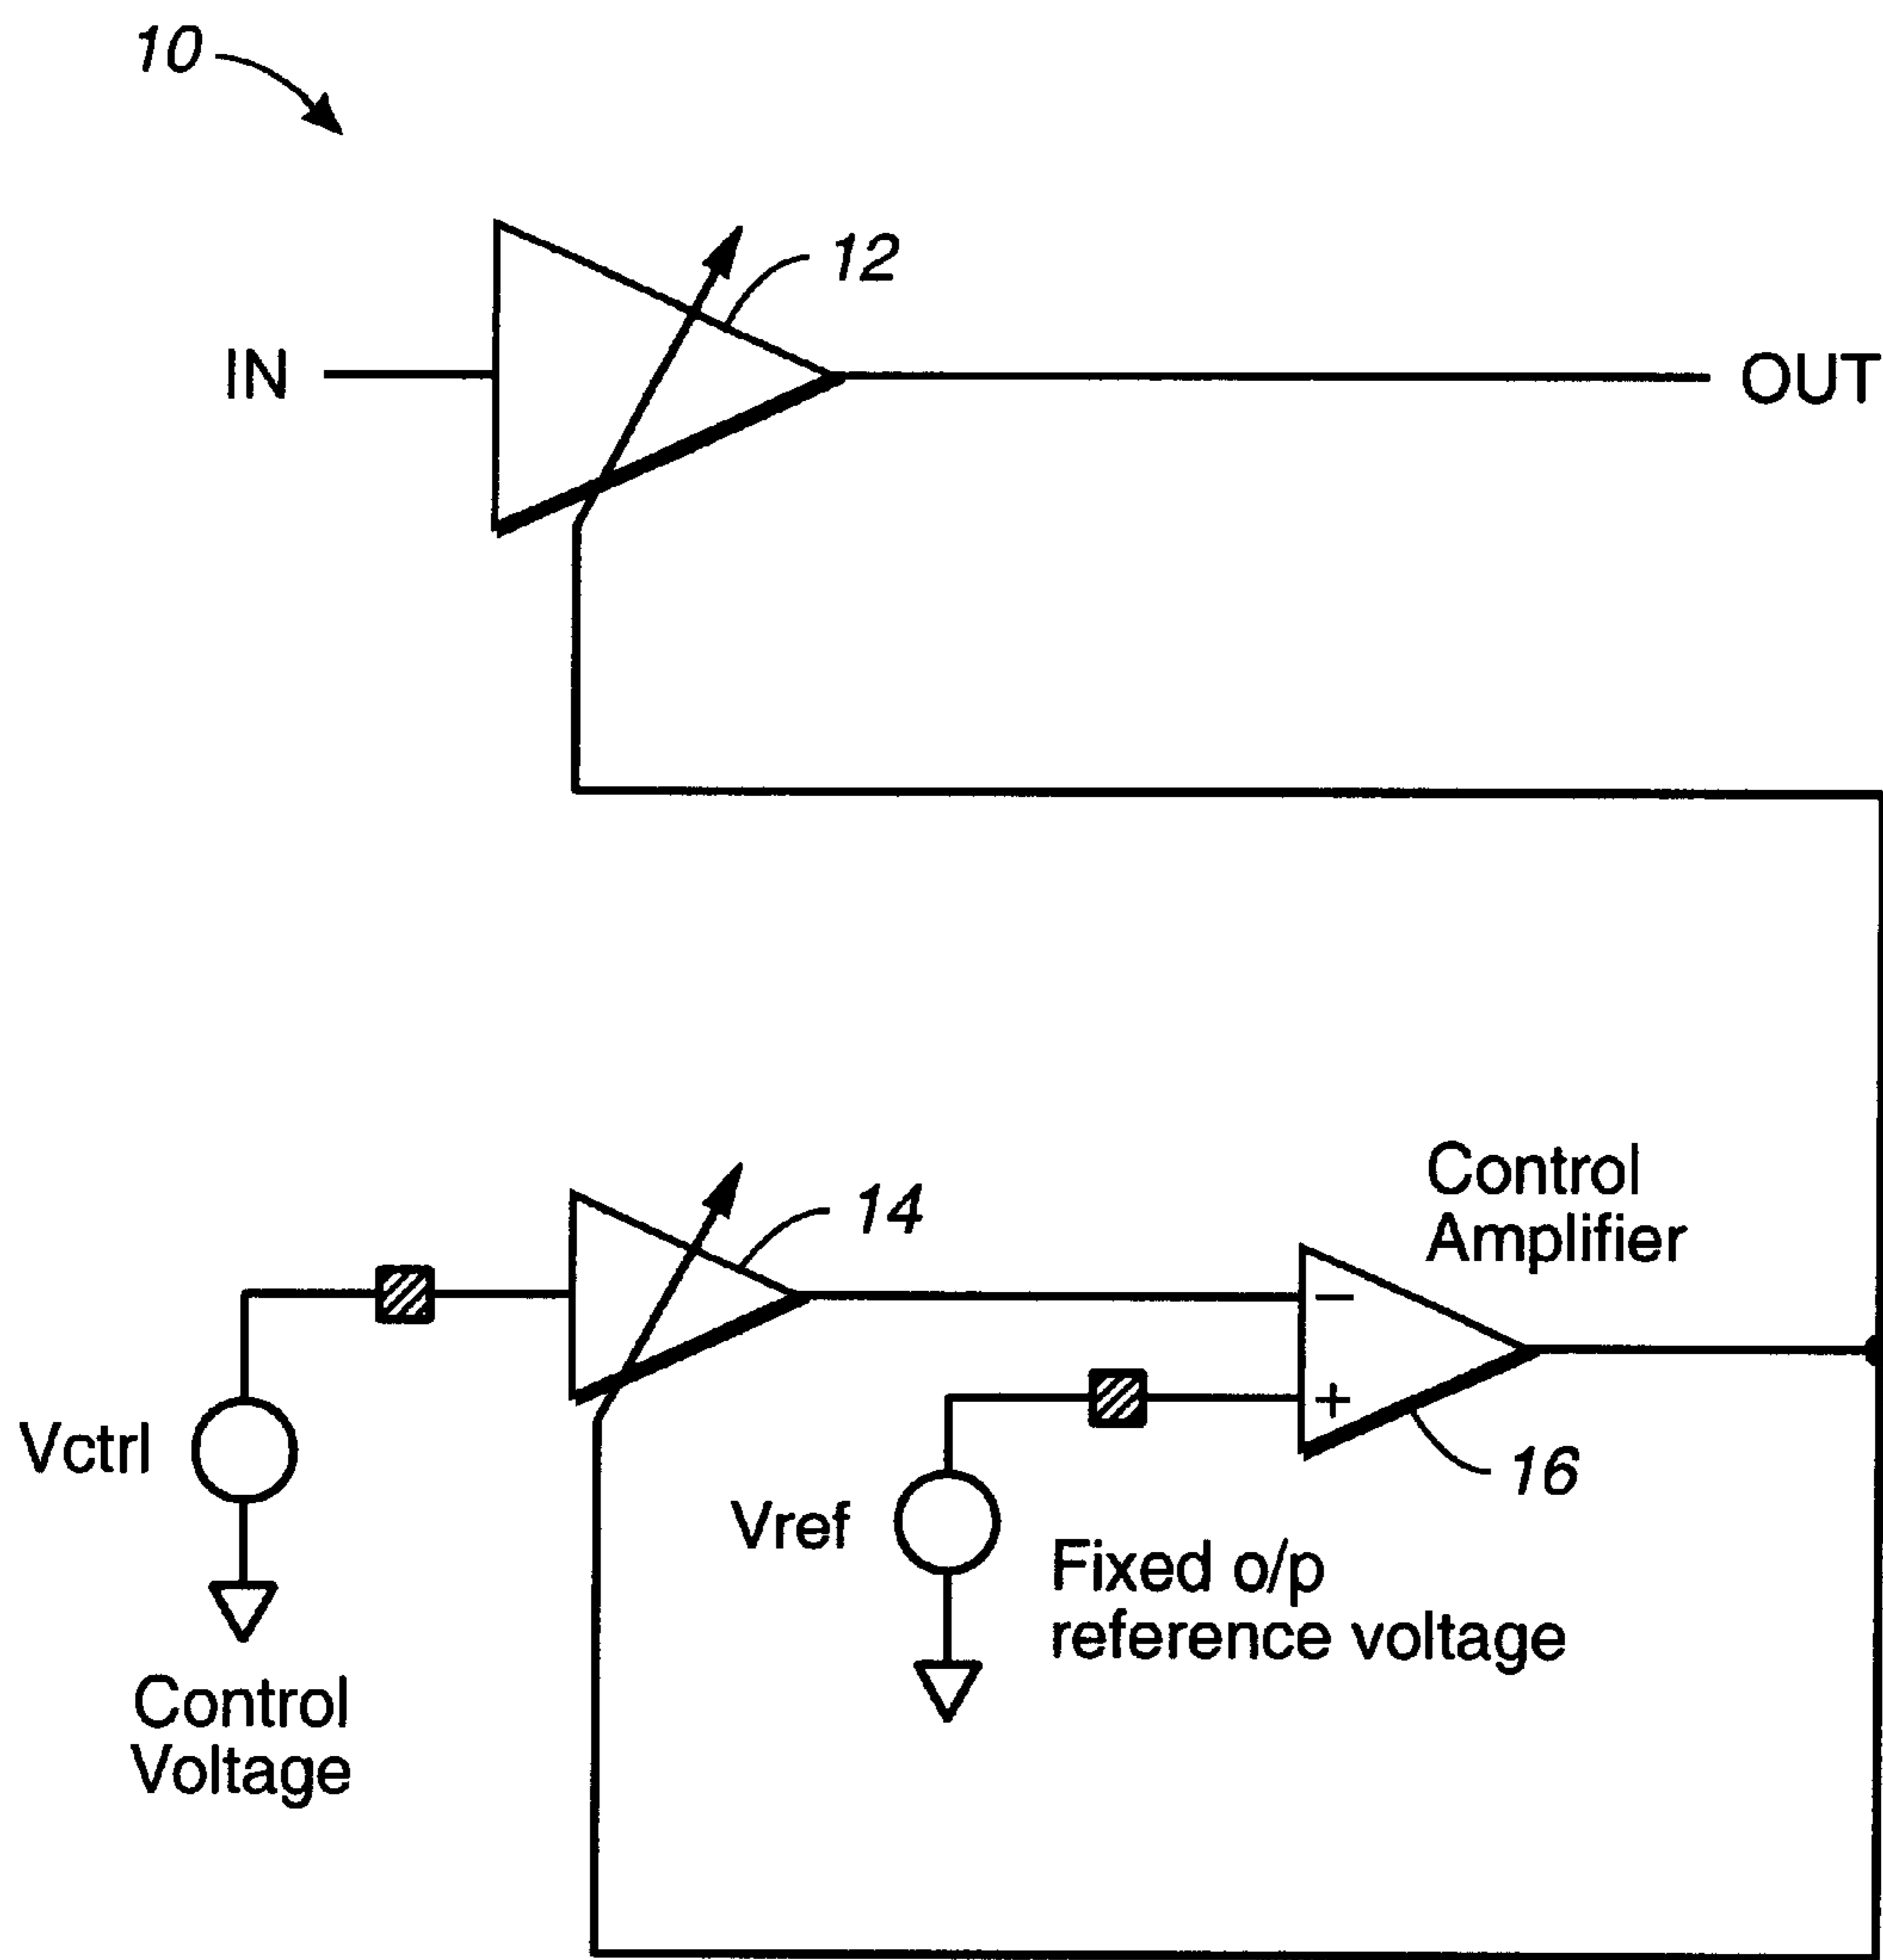 10
12
IN
OUT
Control
Amplifier
14
−
+
16
Vctrl
Vref
Fixed o/p
reference voltage
Control
Voltage